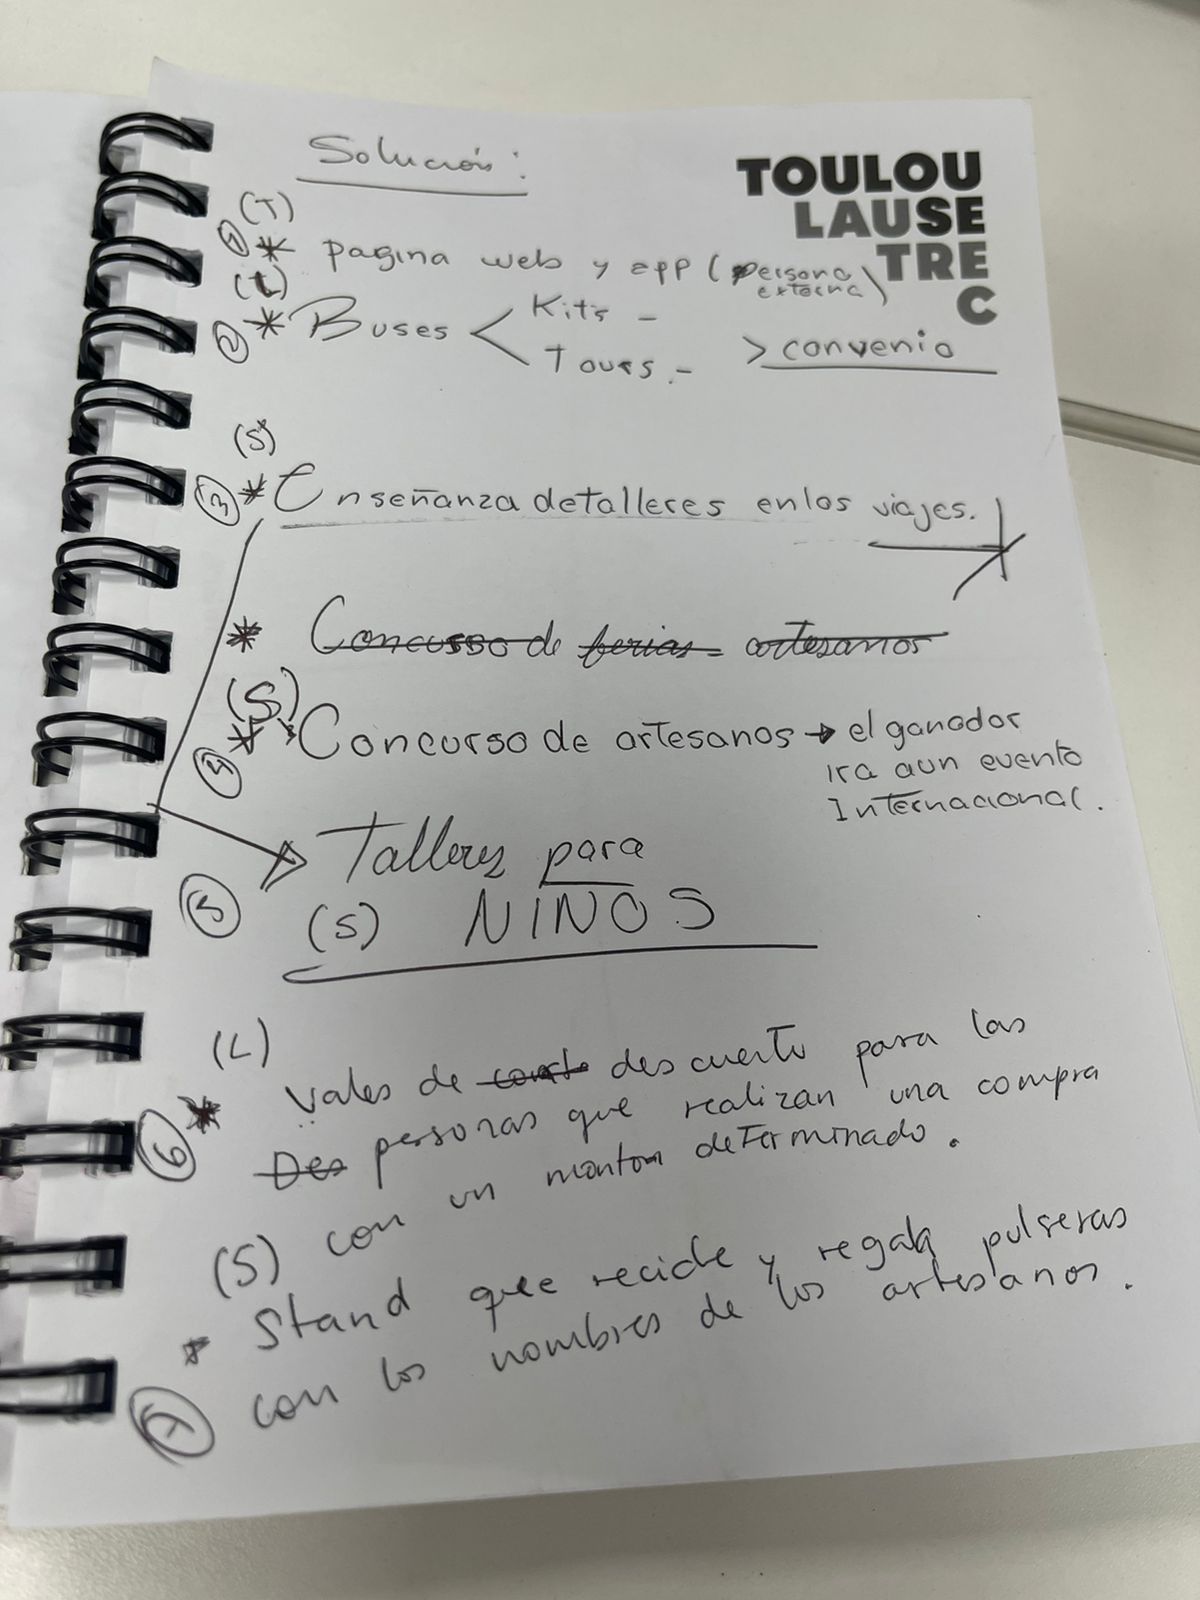 Solución:
TOULOU
LAUSE
TRE
C
(T)
1 * pagina web y app (persona
externa)
(L)
2 * Buses < Kits -
Tours.- > convenio
(S)
3 * Enseñanza de talleres en los viajes.
* Concurso de ferias artesanos
(S)
4 * Concurso de artesanos → el ganador
ira a un evento
Internacional.
5 Talleres para
(S) NIÑOS
(L)
6 * Vales de descuento para las
Des personas que realizan una compra
con un monton determinado.
(S)
7 * Stand que recicle y regala pulseras
con los nombres de los artesanos.